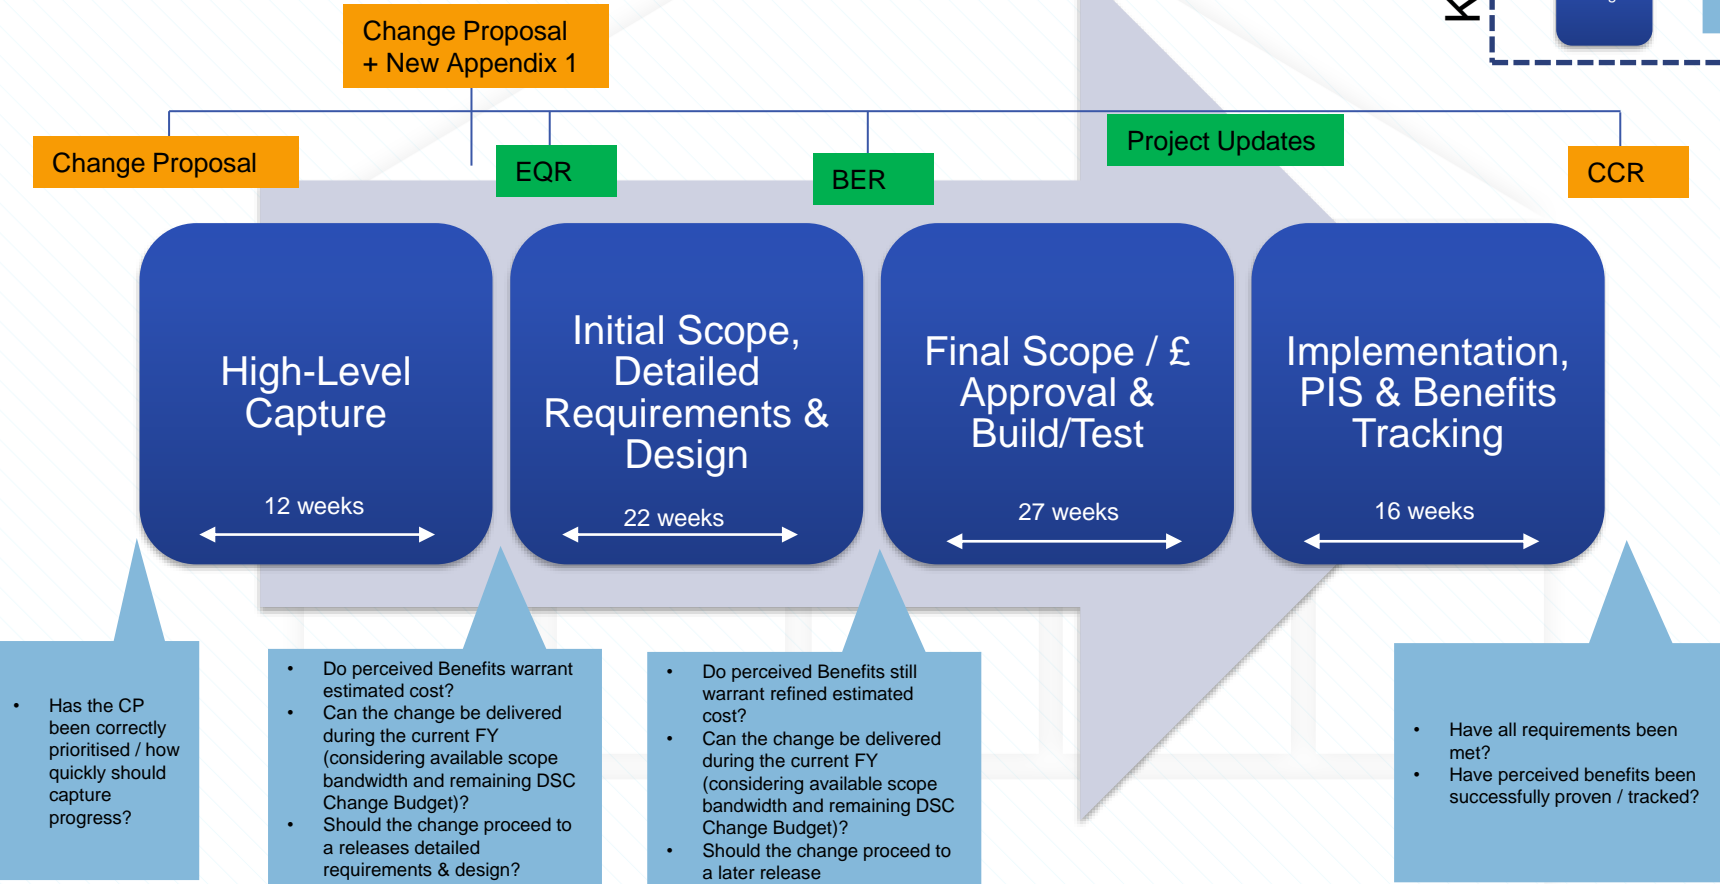 Change Proposal
+ New Appendix 1
K
Change Proposal
EQR
BER
Project Updates
CCR
High-Level
Capture
12 weeks
Initial Scope,
Detailed
Requirements &
Design
22 weeks
Final Scope / £
Approval &
Build/Test
27 weeks
Implementation,
PIS & Benefits
Tracking
16 weeks
• Has the CP
been correctly
prioritised / how
quickly should
capture
progress?
• Do perceived Benefits warrant
estimated cost?
• Can the change be delivered
during the current FY
(considering available scope
bandwidth and remaining DSC
Change Budget)?
• Should the change proceed to
a releases detailed
requirements & design?
• Do perceived Benefits still
warrant refined estimated
cost?
• Can the change be delivered
during the current FY
(considering available scope
bandwidth and remaining DSC
Change Budget)?
• Should the change proceed to
a later release
• Have all requirements been
met?
• Have perceived benefits been
successfully proven / tracked?